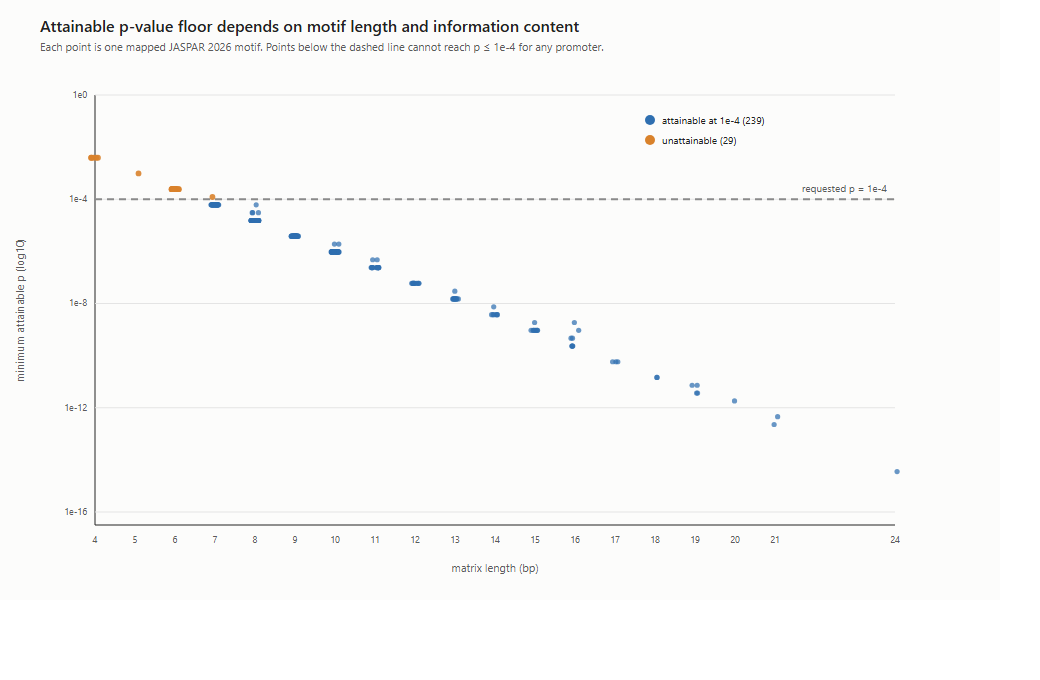 Attainable p-value floor depends on motif length and information content
Each point is one mapped JASPAR 2026 motif. Points below the dashed line cannot reach p ≤ 1e-4 for any promoter.
1e0
attainable at 1e-4 (239)
unattainable (29)
requested p = 1e-4
1e-4
minimum attainable p (log10)
1e-8
1e-12
1e-16
4 5 6 7 8 9 10 11 12 13 14 15 16 17 18 19 20 21 24
matrix length (bp)